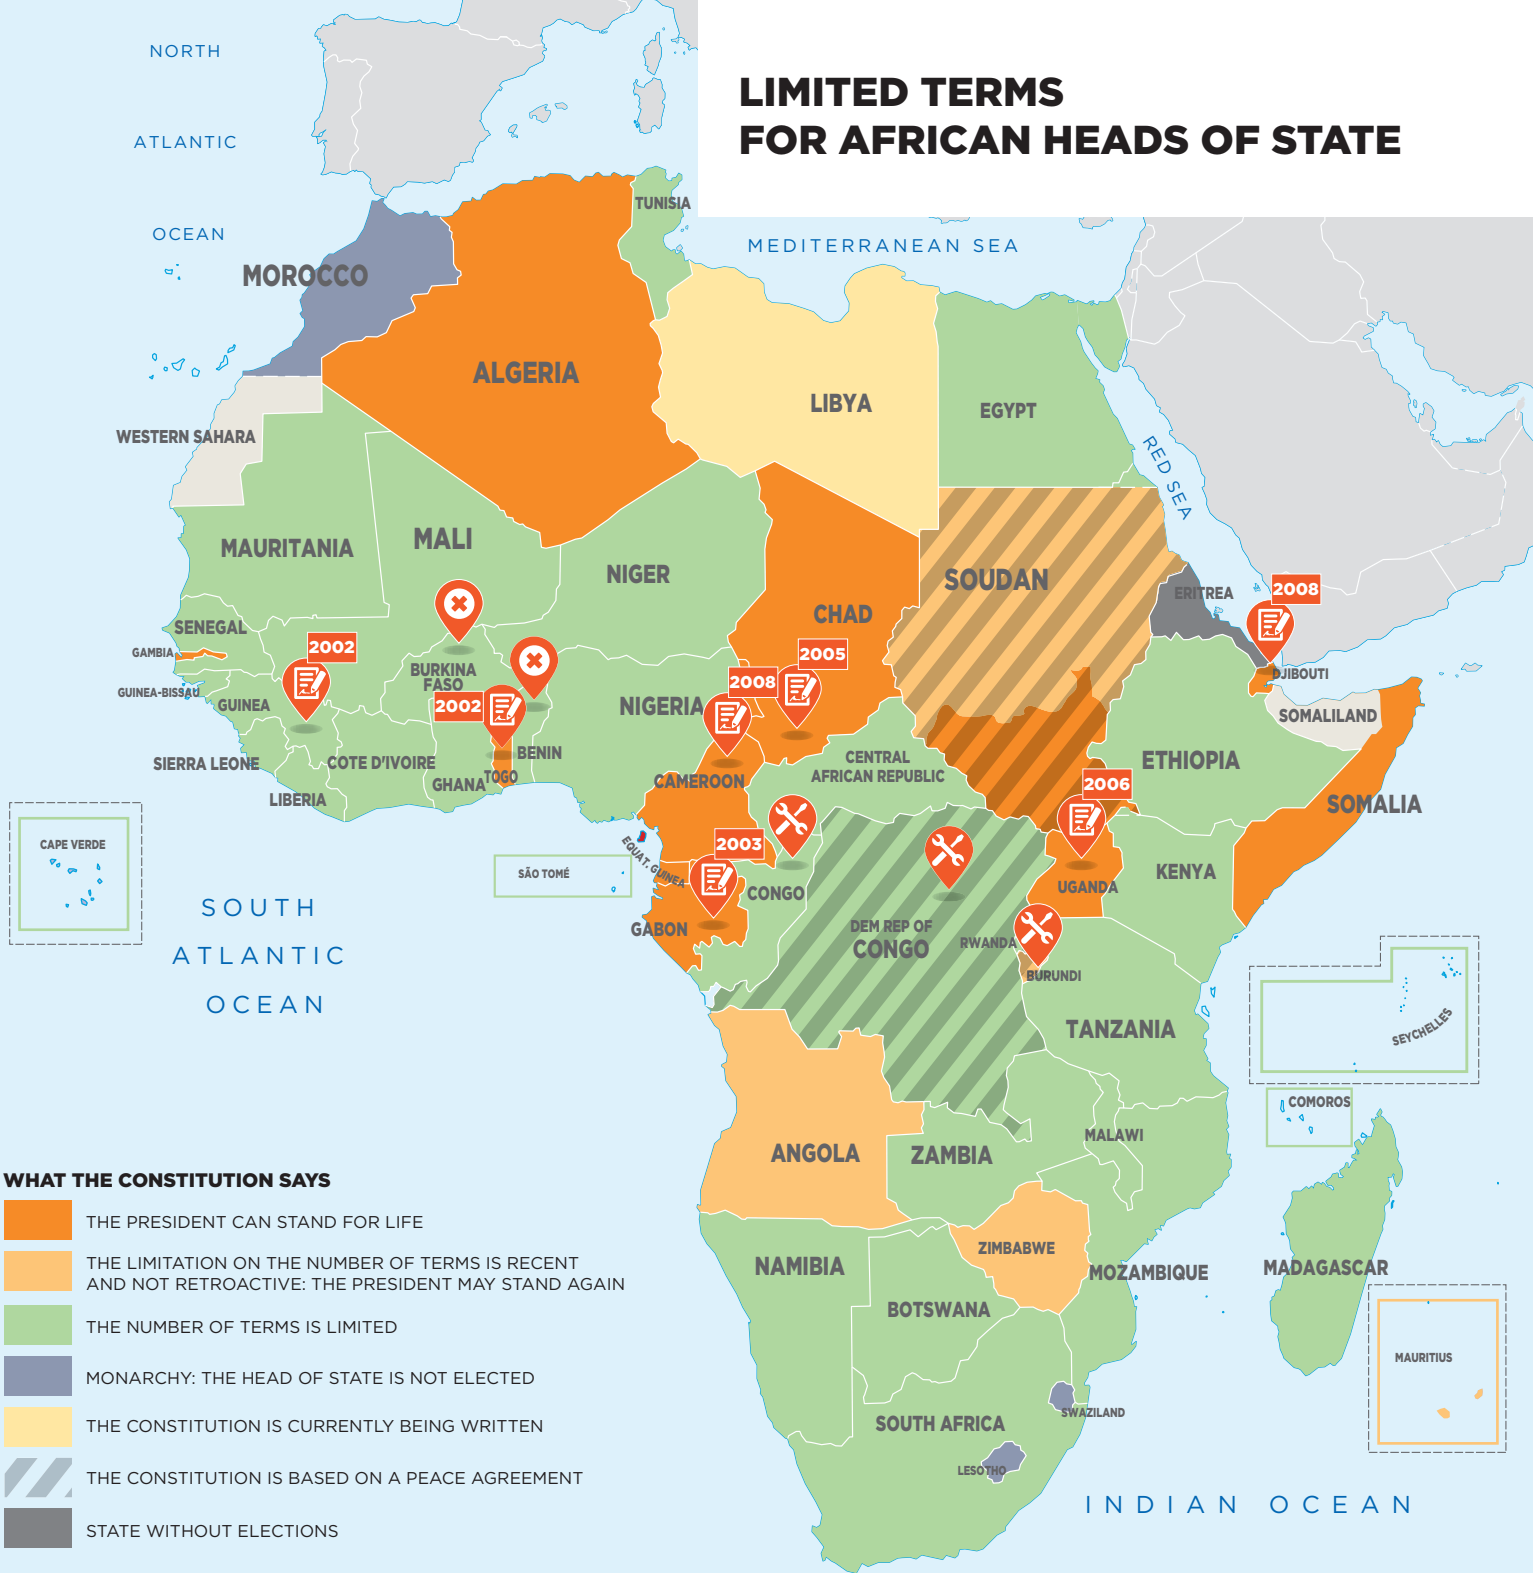 LIMITED TERMS
FOR AFRICAN HEADS OF STATE
NORTH
ATLANTIC
OCEAN
MEDITERRANEAN SEA
TUNISIA
MOROCCO
ALGERIA
LIBYA
EGYPT
WESTERN SAHARA
RED SEA
MAURITANIA
MALI
NIGER
SOUDAN
CHAD
ERITREA
2008
DJIBOUTI
SENEGAL
GAMBIA
2002
GUINEA-BISSAU
GUINEA
BURKINA
FASO
2002
NIGERIA
2008
2005
SOMALILAND
SIERRA LEONE
LIBERIA
COTE D'IVOIRE
GHANA
TOGO
BENIN
CAMEROON
CENTRAL
AFRICAN REPUBLIC
ETHIOPIA
2006
SOMALIA
CAPE VERDE
SÃO TOMÉ
EQUAT. GUINEA
2003
CONGO
GABON
UGANDA
KENYA
DEM REP OF
CONGO
RWANDA
BURUNDI
SOUTH
ATLANTIC
OCEAN
TANZANIA
SEYCHELLES
COMOROS
ANGOLA
ZAMBIA
MALAWI
ZIMBABWE
NAMIBIA
MOZAMBIQUE
MADAGASCAR
BOTSWANA
MAURITIUS
SOUTH AFRICA
SWAZILAND
LESOTHO
INDIAN OCEAN
WHAT THE CONSTITUTION SAYS
THE PRESIDENT CAN STAND FOR LIFE
THE LIMITATION ON THE NUMBER OF TERMS IS RECENT
AND NOT RETROACTIVE: THE PRESIDENT MAY STAND AGAIN
THE NUMBER OF TERMS IS LIMITED
MONARCHY: THE HEAD OF STATE IS NOT ELECTED
THE CONSTITUTION IS CURRENTLY BEING WRITTEN
THE CONSTITUTION IS BASED ON A PEACE AGREEMENT
STATE WITHOUT ELECTIONS